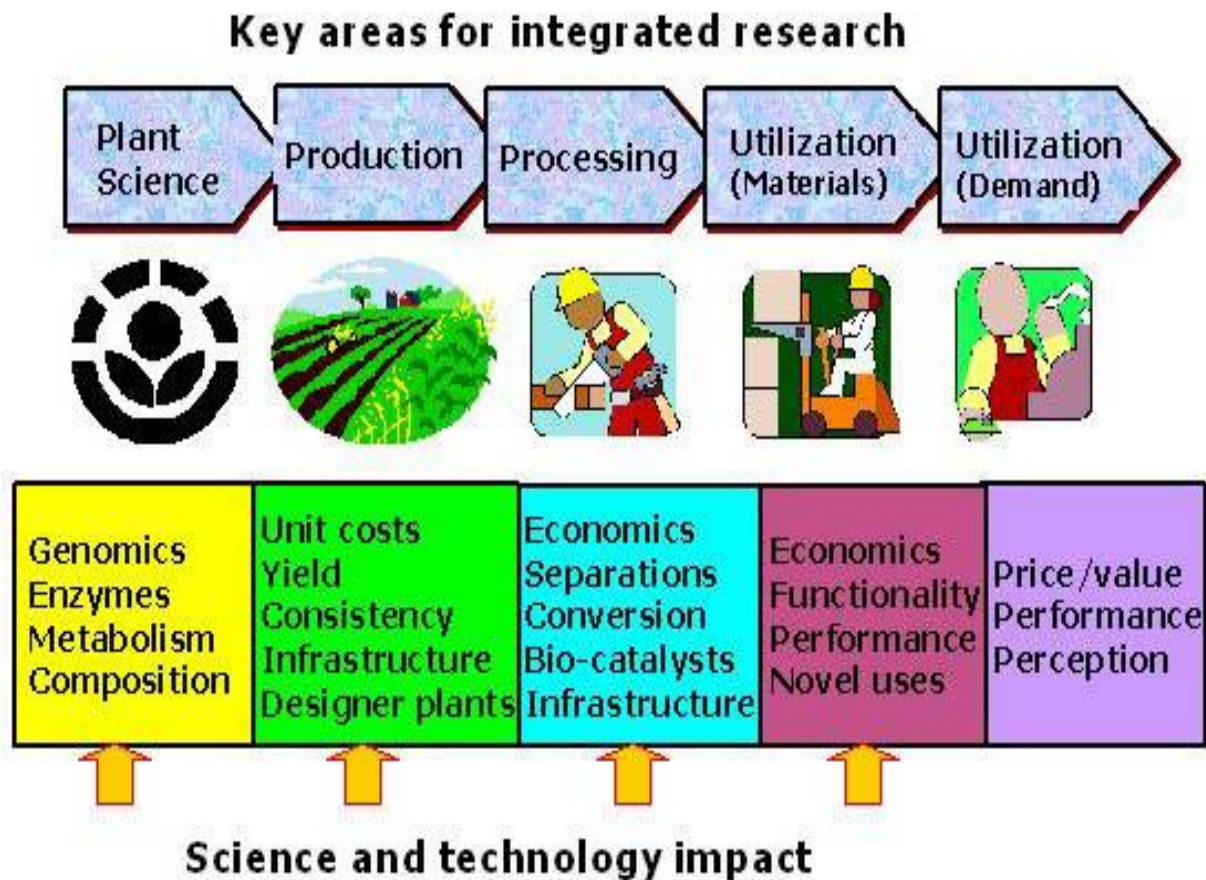 Key areas for integrated research
Plant
Science
Production
Processing
Utilization
(Materials)
Utilization
(Demand)
Genomics
Enzymes
Metabolism
Composition
Unit costs
Yield
Consistency
Infrastructure
Designer plants
Economics
Separations
Conversion
Bio-catalysts
Infrastructure
Economics
Functionality
Performance
Novel uses
Price/value
Performance
Perception
Science and technology impact